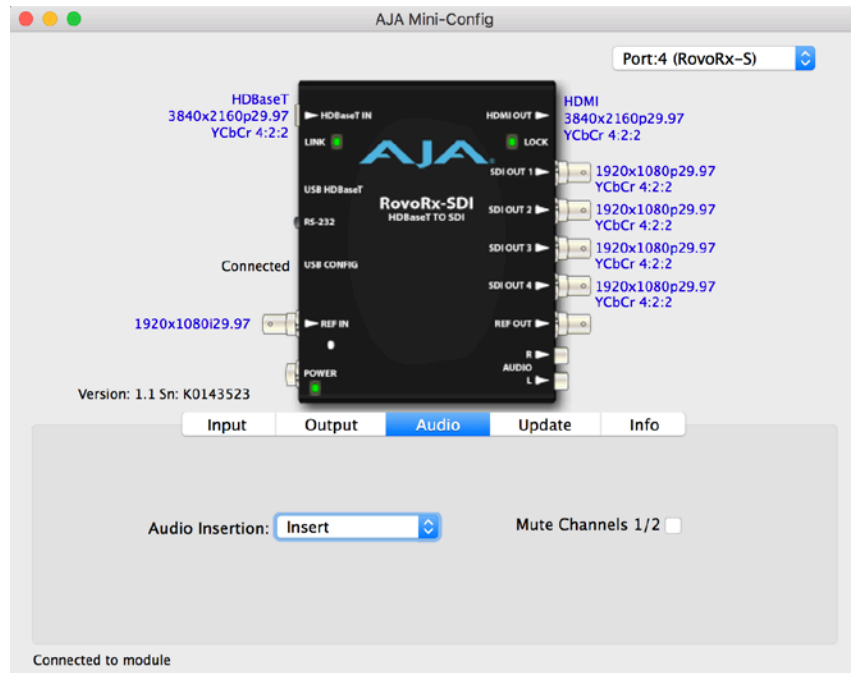 AJA Mini-Config
Port:4 (RovoRx-S)
HDBaseT
3840x2160p29.97
YCbCr 4:2:2
HDBaseT IN
LINK
AJA
USB HDBaseT
RovoRx-SDI
HDBaseT TO SDI
RS-232
Connected
USB CONFIG
1920x1080i29.97
REF IN
POWER
Version: 1.1 Sn: K0143523
HDMI OUT
HDMI
3840x2160p29.97
YCbCr 4:2:2
LOCK
SDI OUT 1
1920x1080p29.97
YCbCr 4:2:2
SDI OUT 2
1920x1080p29.97
YCbCr 4:2:2
SDI OUT 3
1920x1080p29.97
YCbCr 4:2:2
SDI OUT 4
1920x1080p29.97
YCbCr 4:2:2
REF OUT
R
AUDIO
L
Input Output Audio Update Info
Audio Insertion: Insert
Mute Channels 1/2
Connected to module